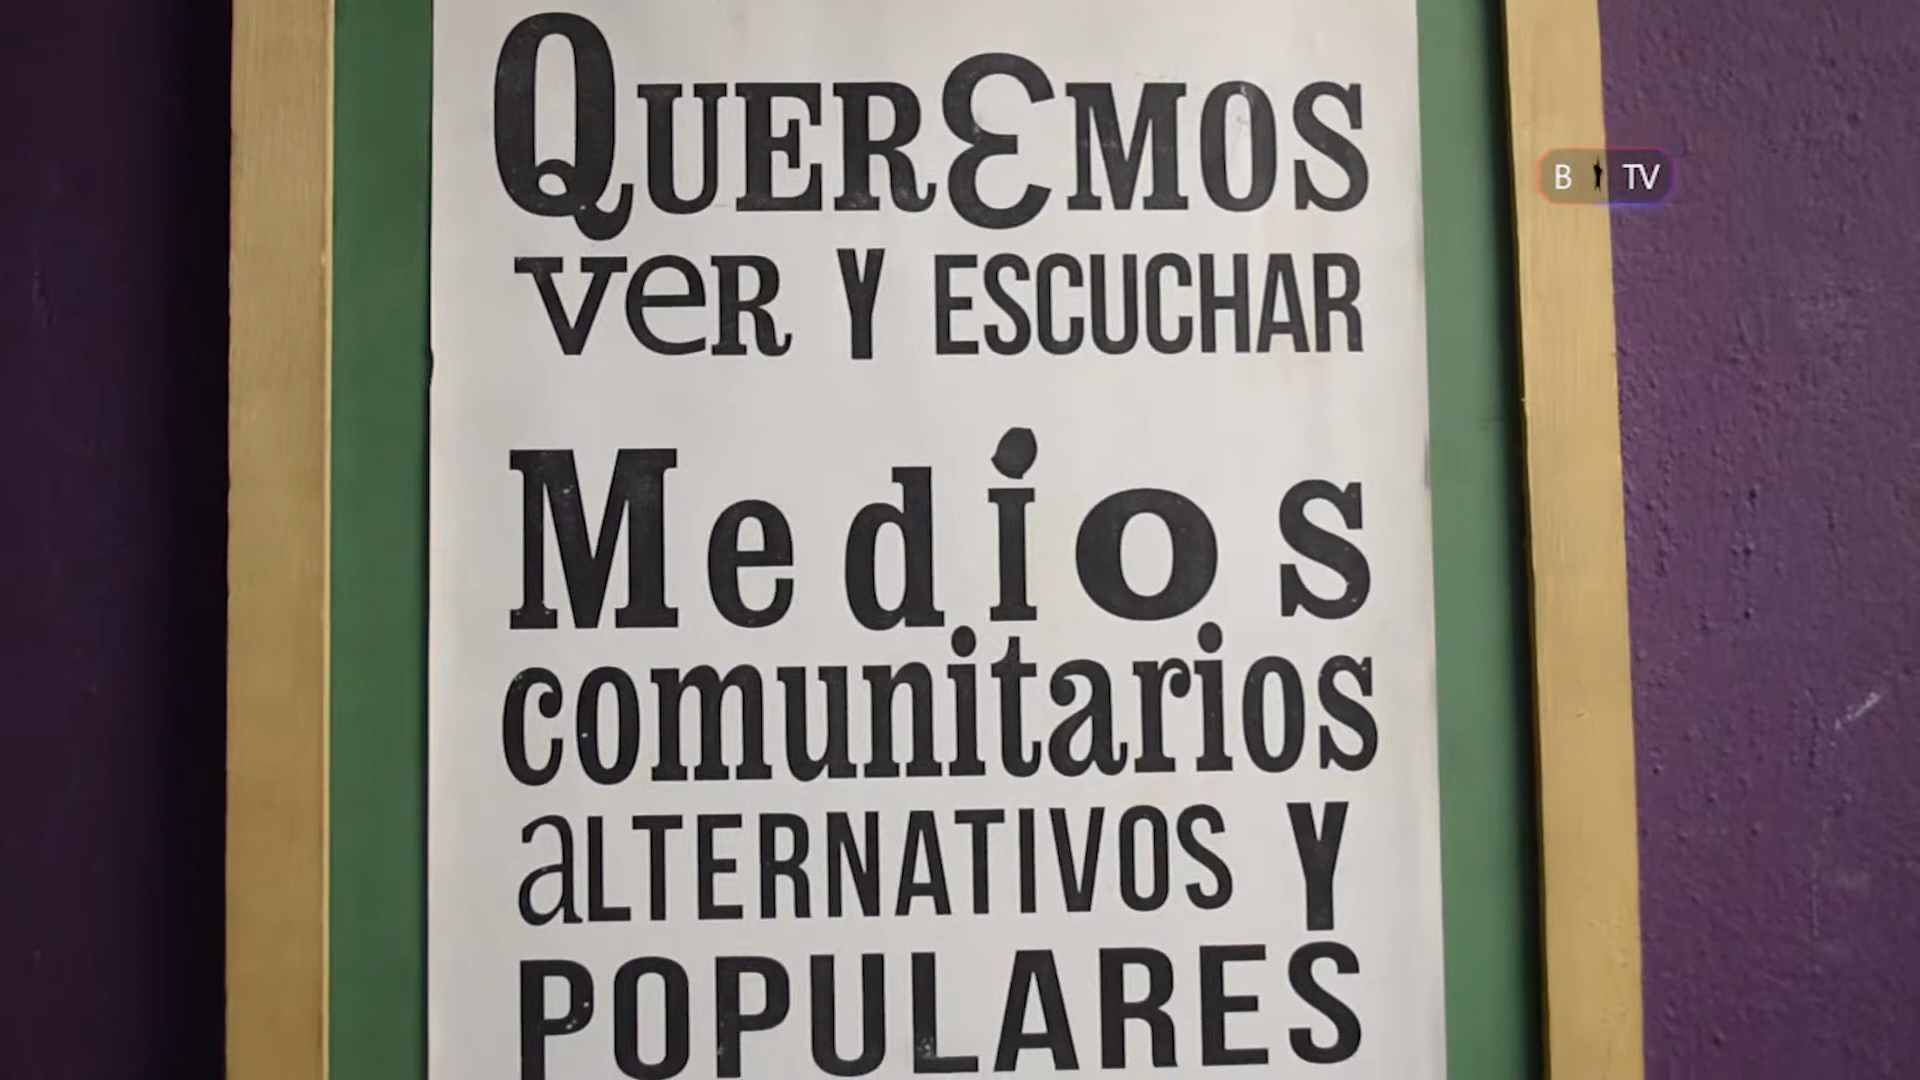 QUEREMOS
VeR Y ESCUCHAR
Medios
comunitarios
aLTERNATIVOS Y
POPULARES
B TV